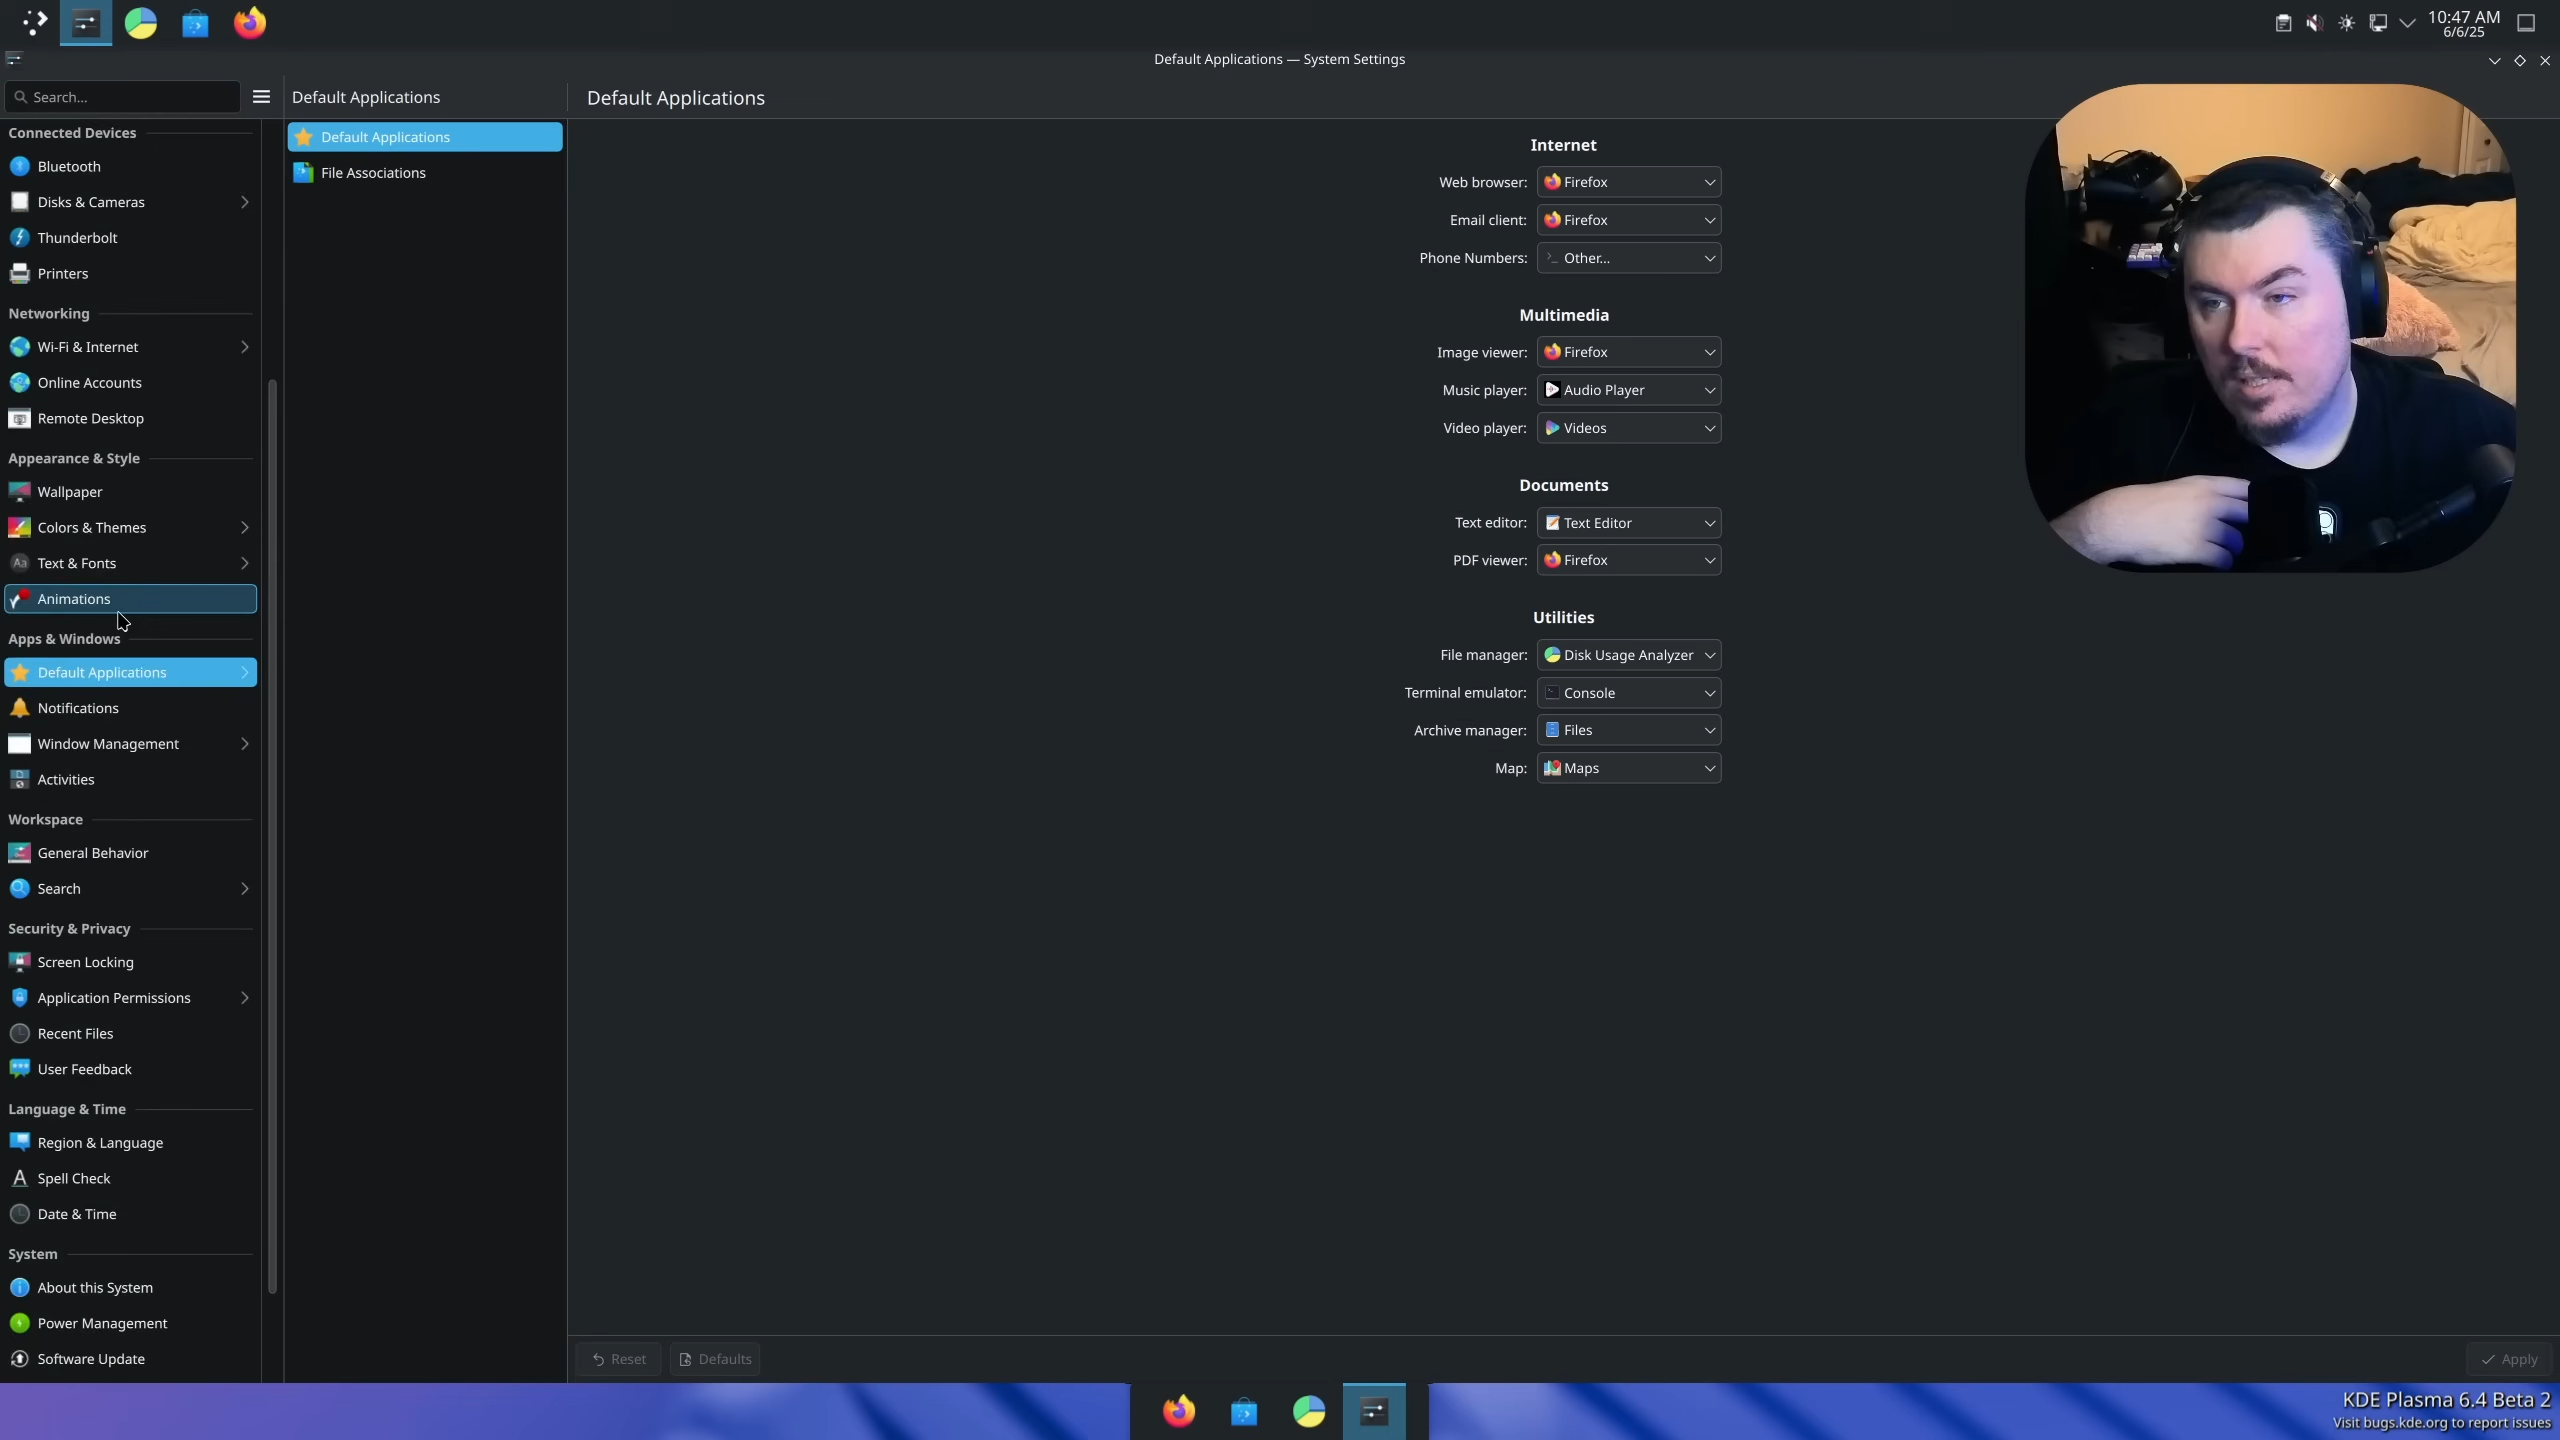 10:47 AM
6/6/25
Default Applications — System Settings
Search...
Default Applications
Default Applications
Connected Devices
Bluetooth
Disks & Cameras
Thunderbolt
Printers
Networking
Wi-Fi & Internet
Online Accounts
Remote Desktop
Appearance & Style
Wallpaper
Colors & Themes
Aa Text & Fonts
Animations
Apps & Windows
Default Applications
Notifications
Window Management
Activities
Workspace
General Behavior
Search
Security & Privacy
Screen Locking
Application Permissions
Recent Files
User Feedback
Language & Time
Region & Language
A Spell Check
Date & Time
System
About this System
Power Management
Software Update
Default Applications
File Associations
Internet
Web browser: Firefox
Email client: Firefox
Phone Numbers: Other...
Multimedia
Image viewer: Firefox
Music player: Audio Player
Video player: Videos
Documents
Text editor: Text Editor
PDF viewer: Firefox
Utilities
File manager: Disk Usage Analyzer
Terminal emulator: Console
Archive manager: Files
Map: Maps
Reset
Defaults
Apply
KDE Plasma 6.4 Beta 2
Visit bugs.kde.org to report issues